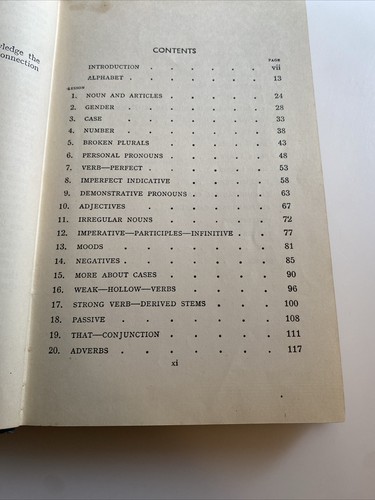 ledge the
onnection
CONTENTS
PAGE
INTRODUCTION . . . . . . vii
ALPHABET . . . . . . . 13
LESSON
1. NOUN AND ARTICLES . . . . . 24
2. GENDER . . . . . . 28
3. CASE . . . . . . 33
4. NUMBER . . . . . . 38
5. BROKEN PLURALS . . . . . 43
6. PERSONAL PRONOUNS . . . . . 48
7. VERB—PERFECT . . . . . 53
8. IMPERFECT INDICATIVE . . . . . 58
9. DEMONSTRATIVE PRONOUNS . . . . 63
10. ADJECTIVES . . . . . 67
11. IRREGULAR NOUNS . . . . . 72
12. IMPERATIVE—PARTICIPLES—INFINITIVE . . 77
13. MOODS . . . . . . 81
14. NEGATIVES . . . . . . 85
15. MORE ABOUT CASES . . . . . 90
16. WEAK—HOLLOW—VERBS . . . . 96
17. STRONG VERB—DERIVED STEMS . . . 100
18. PASSIVE . . . . . . 108
19. THAT—CONJUNCTION . . . . . 111
20. ADVERBS . . . . . . 117
xi